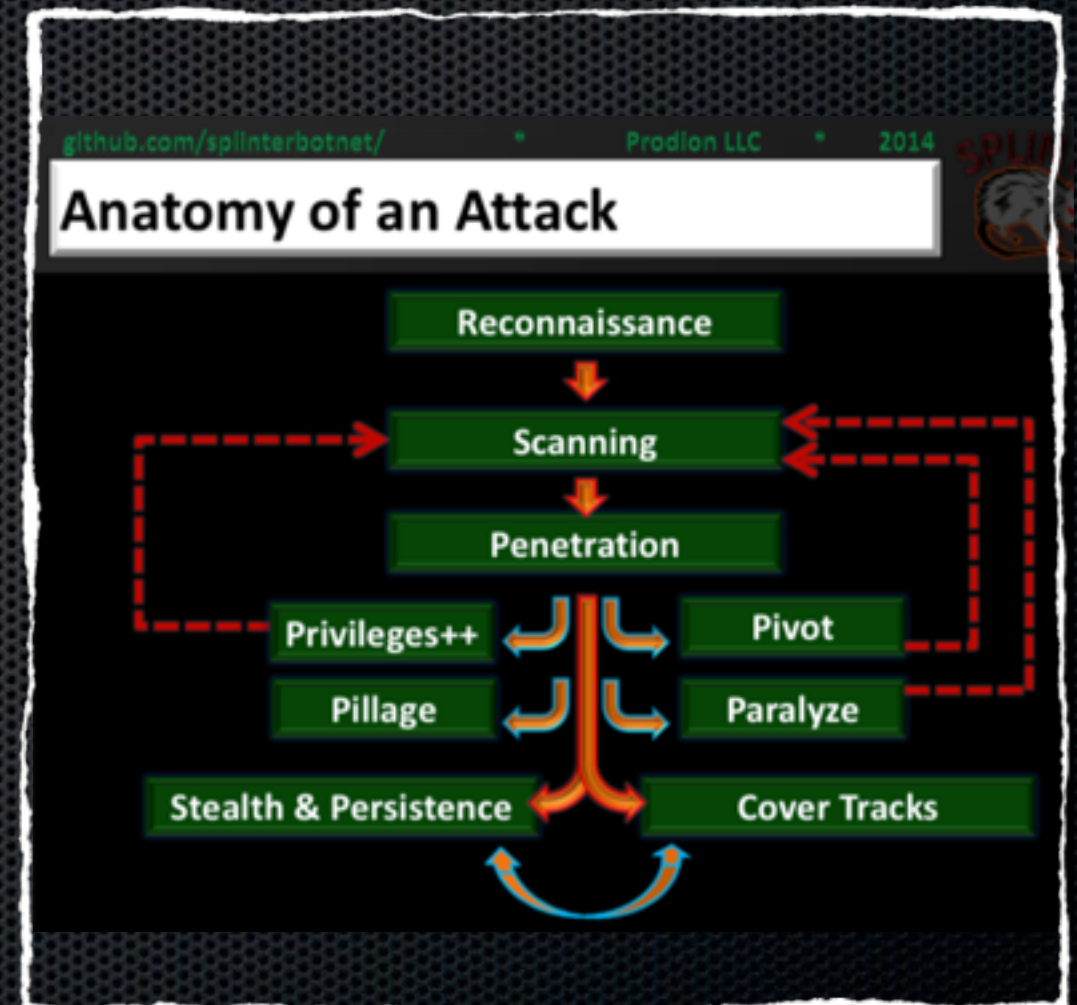 github.com/splinterbotnet/ * Prodion LLC * 2014
Anatomy of an Attack
Reconnaissance
Scanning
Penetration
Privileges++
Pivot
Pillage
Paralyze
Stealth & Persistence
Cover Tracks